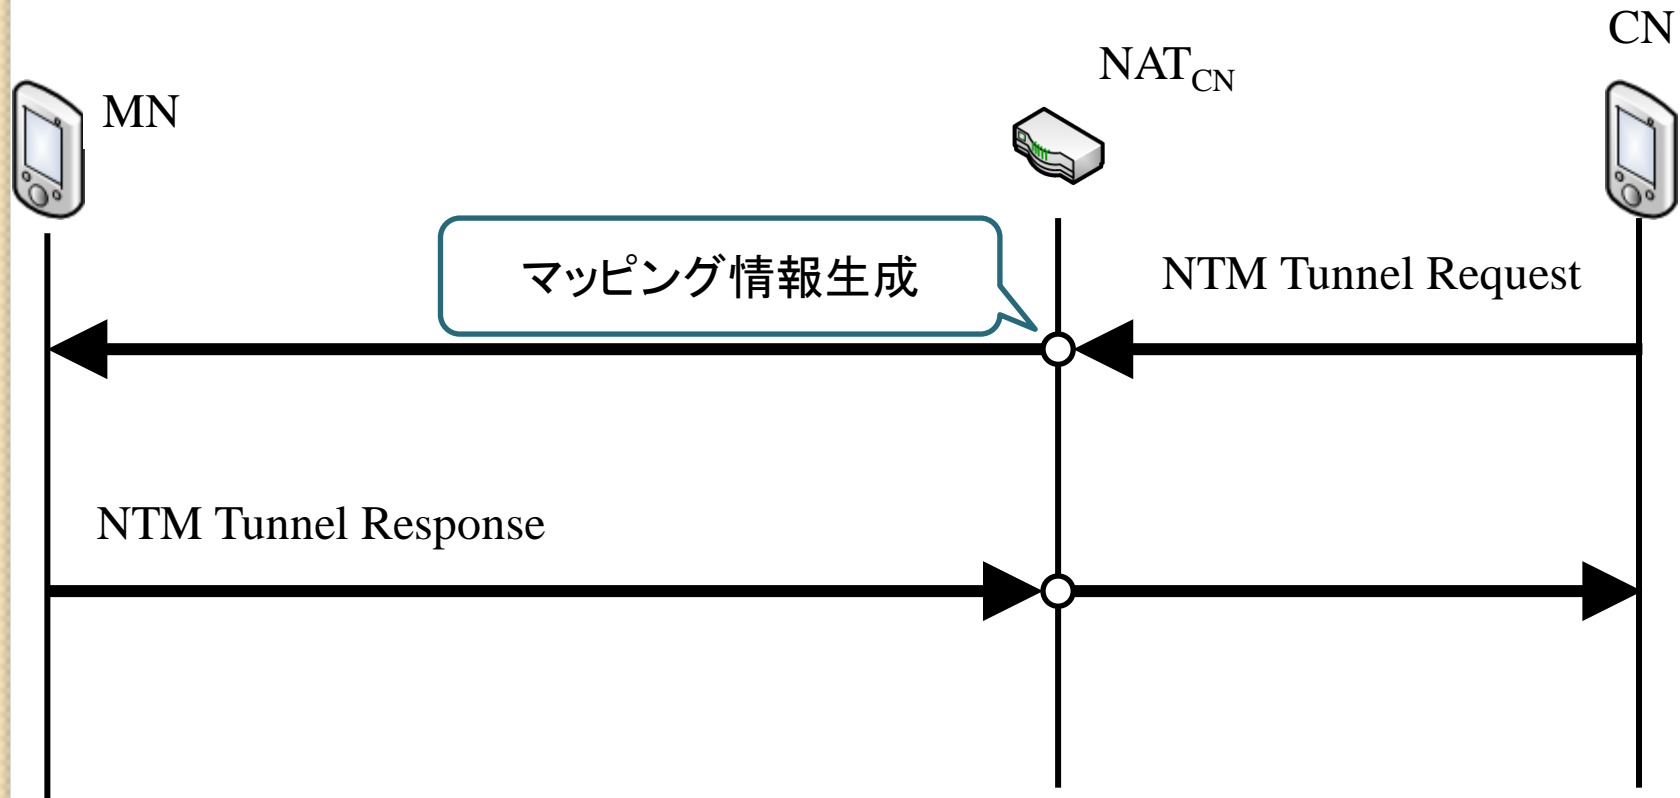 CN
NAT_CN
MN
マッピング情報生成
NTM Tunnel Request
NTM Tunnel Response